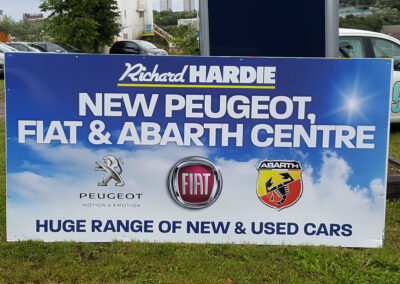 Richard HARDIE
NEW PEUGEOT,
FIAT & ABARTH CENTRE
PEUGEOT
MOTION & EMOTION
FIAT
ABARTH
HUGE RANGE OF NEW & USED CARS